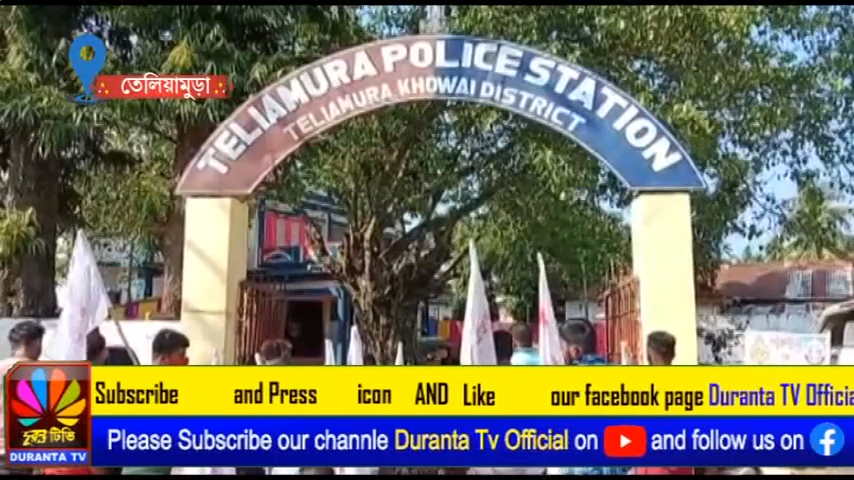 তেলিয়ামুড়া
TELIAMURA POLICE STATION
TELIAMURA KHOWAI DISTRICT
Subscribe and Press icon AND Like our facebook page Duranta TV Officia
দুরন্ত টিভি
DURANTA TV
Please Subscribe our channle Duranta Tv Official on and follow us on